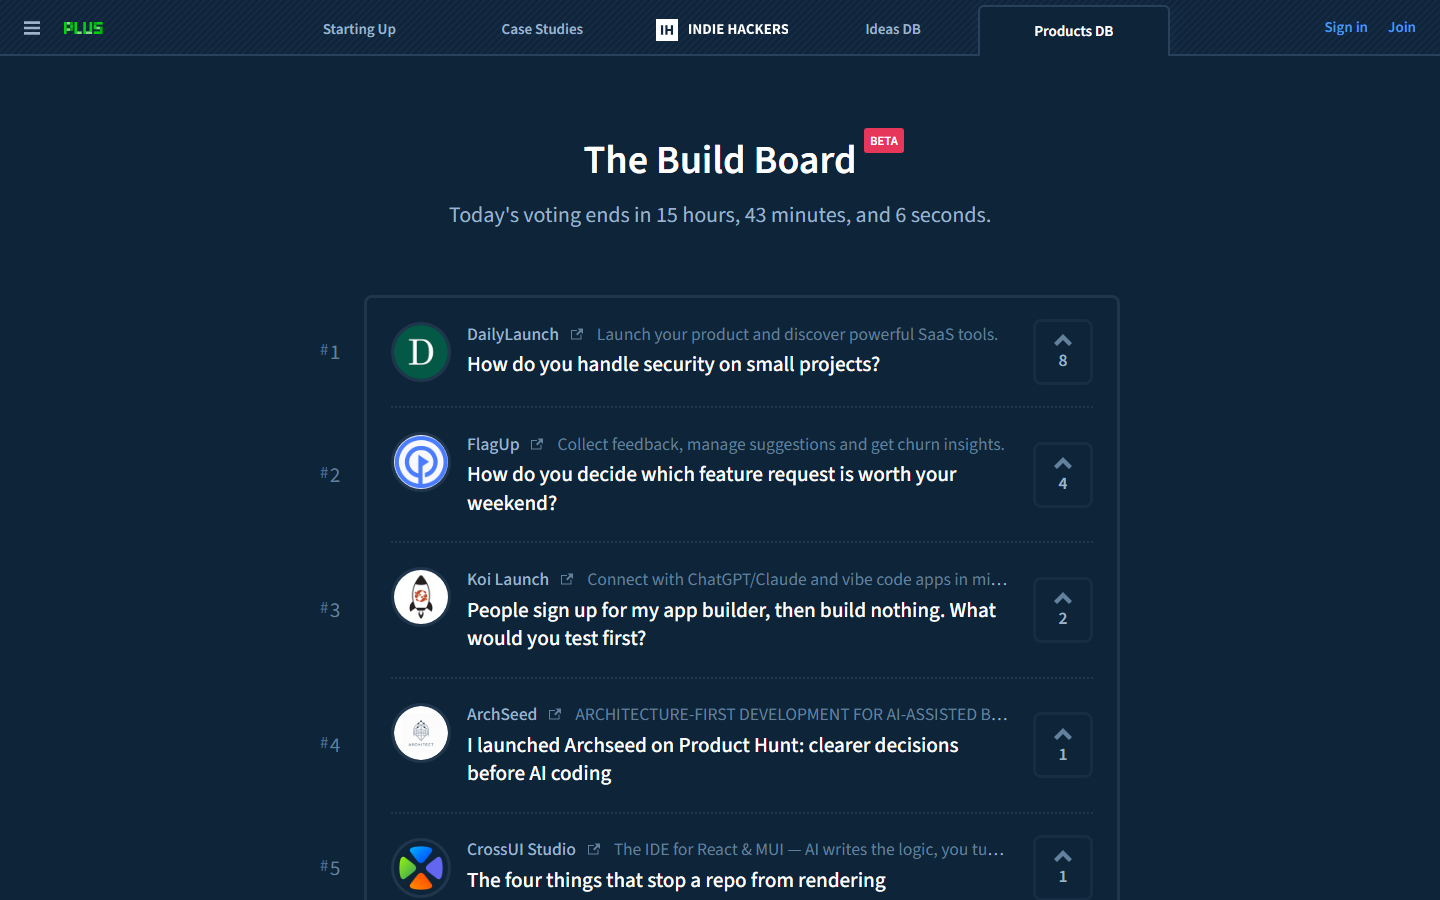 PLUS
Starting Up
Case Studies
IH INDIE HACKERS
Ideas DB
Products DB
Sign in
Join
The Build Board BETA
Today's voting ends in 15 hours, 43 minutes, and 6 seconds.
#1
D
DailyLaunch Launch your product and discover powerful SaaS tools.
How do you handle security on small projects?
8
#2
FlagUp Collect feedback, manage suggestions and get churn insights.
How do you decide which feature request is worth your
weekend?
4
#3
Koi Launch Connect with ChatGPT/Claude and vibe code apps in mi...
People sign up for my app builder, then build nothing. What
would you test first?
2
#4
ARCHITECT
ArchSeed ARCHITECTURE-FIRST DEVELOPMENT FOR AI-ASSISTED B...
I launched Archseed on Product Hunt: clearer decisions
before AI coding
1
#5
CrossUI Studio The IDE for React & MUI — AI writes the logic, you tu...
The four things that stop a repo from rendering
1